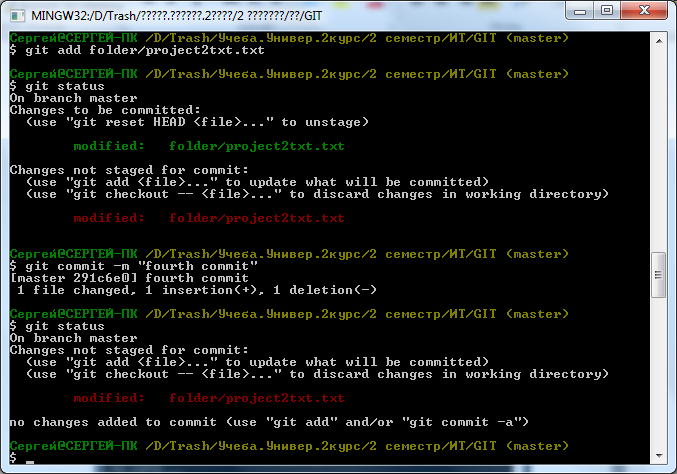 MINGW32:/D/Trash/?????.??????.2????/2 ???????/??/GIT
Сергей@СЕРГЕЙ-ПК /D/Trash/Учеба.Универ.2курс/2 семестр/ИТ/GIT (master)
$ git add folder/project2txt.txt
Сергей@СЕРГЕЙ-ПК /D/Trash/Учеба.Универ.2курс/2 семестр/ИТ/GIT (master)
$ git status
On branch master
Changes to be committed:
(use "git reset HEAD <file>..." to unstage)
modified: folder/project2txt.txt
Changes not staged for commit:
(use "git add <file>..." to update what will be committed)
(use "git checkout -- <file>..." to discard changes in working directory)
modified: folder/project2txt.txt
Сергей@СЕРГЕЙ-ПК /D/Trash/Учеба.Универ.2курс/2 семестр/ИТ/GIT (master)
$ git commit -m "fourth commit"
[master 291c6e0] fourth commit
1 file changed, 1 insertion(+), 1 deletion(-)
Сергей@СЕРГЕЙ-ПК /D/Trash/Учеба.Универ.2курс/2 семестр/ИТ/GIT (master)
$ git status
On branch master
Changes not staged for commit:
(use "git add <file>..." to update what will be committed)
(use "git checkout -- <file>..." to discard changes in working directory)
modified: folder/project2txt.txt
no changes added to commit (use "git add" and/or "git commit -a")
Сергей@СЕРГЕЙ-ПК /D/Trash/Учеба.Универ.2курс/2 семестр/ИТ/GIT (master)
$ _